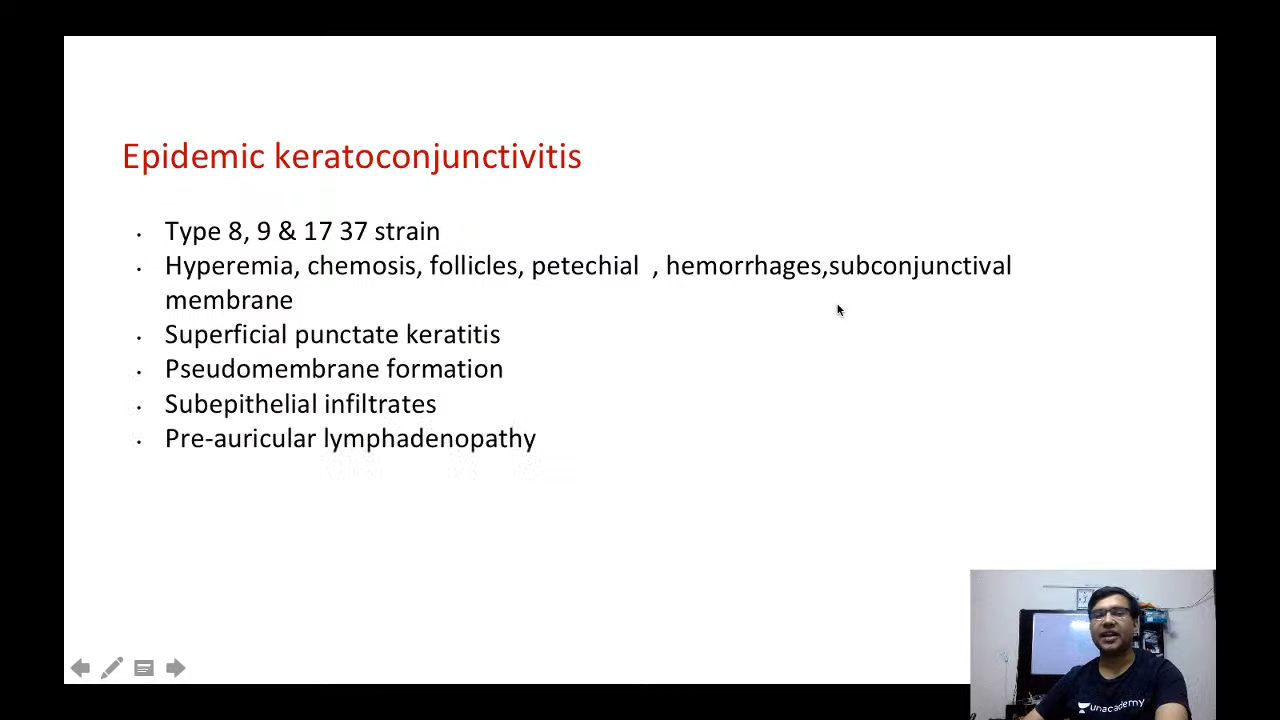 Epidemic keratoconjunctivitis
Type 8, 9 & 17 37 strain
Hyperemia, chemosis, follicles, petechial , hemorrhages,subconjunctival
membrane
Superficial punctate keratitis
Pseudomembrane formation
Subepithelial infiltrates
Pre-auricular lymphadenopathy
unacademy